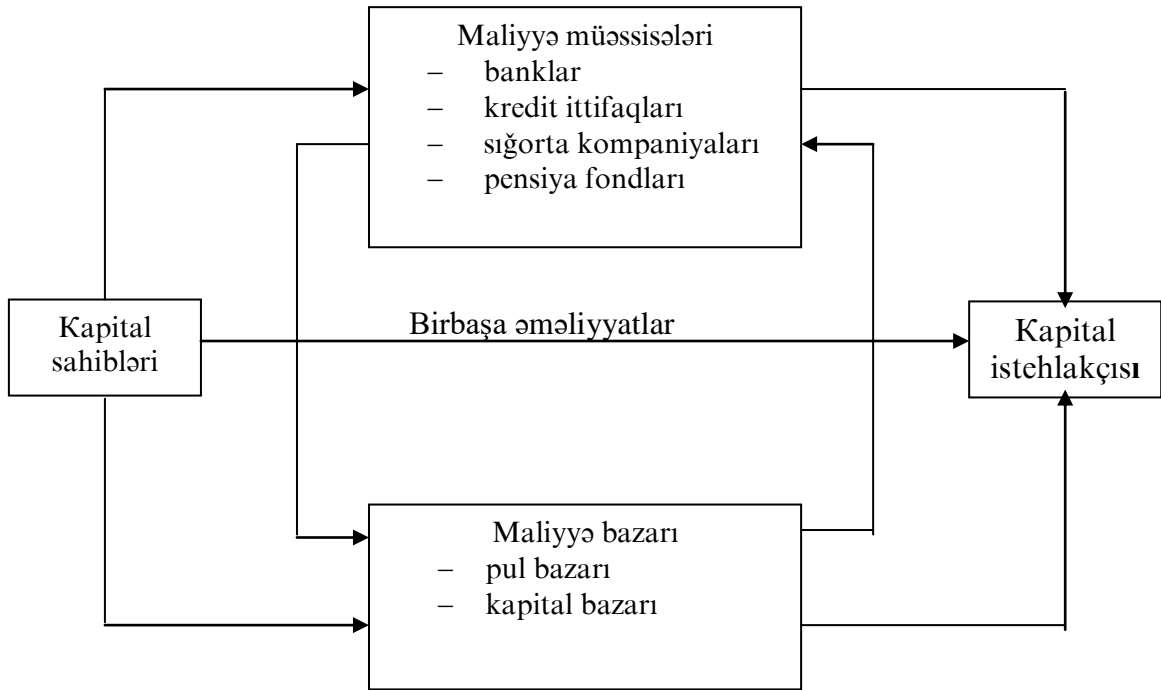 Maliyyə müəssisələri
– banklar
– kredit ittifaqları
– sığorta kompaniyaları
– pensiya fondları
Kapital
sahibləri
Birbaşa əməliyyatlar
Kapital
istehlakçısı
Maliyyə bazarı
– pul bazarı
– kapital bazarı